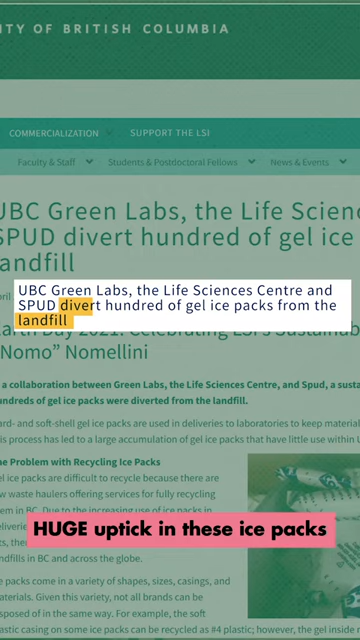 ITY OF BRITISH COLUMBIA
COMMERCIALIZATION
SUPPORT THE LSI
Faculty & Staff
Students & Postdoctoral Fellows
News & Events
UBC Green Labs, the Life Scien
SPUD divert hundred of gel ice
landfill
UBC Green Labs, the Life Sciences Centre and
SPUD divert hundred of gel ice packs from the
landfill
arth Day 2021: Celebrating LSI's Sustainab
"Nomo" Nomellini
a collaboration between Green Labs, the Life Sciences Centre, and Spud, a susta
ndreds of gel ice packs were diverted from the landfill.
ard- and soft-shell gel ice packs are used in deliveries to laboratories to keep material
is process has led to a large accumulation of gel ice packs that have little use within U
he Problem with Recycling Ice Packs
el ice packs are difficult to recycle because there are
w waste haulers offering services for fully recycling
em in BC. Due to the increasing use of ice packs in
HUGE uptick in these ice packs
ndfills in BC and across the globe.
e packs come in a variety of shapes, sizes, casings, and
aterials. Given this variety, not all brands can be
sposed of in the same way. For example, the soft
astic casing on some ice packs can be recycled as #4 plastic; however, the gel inside